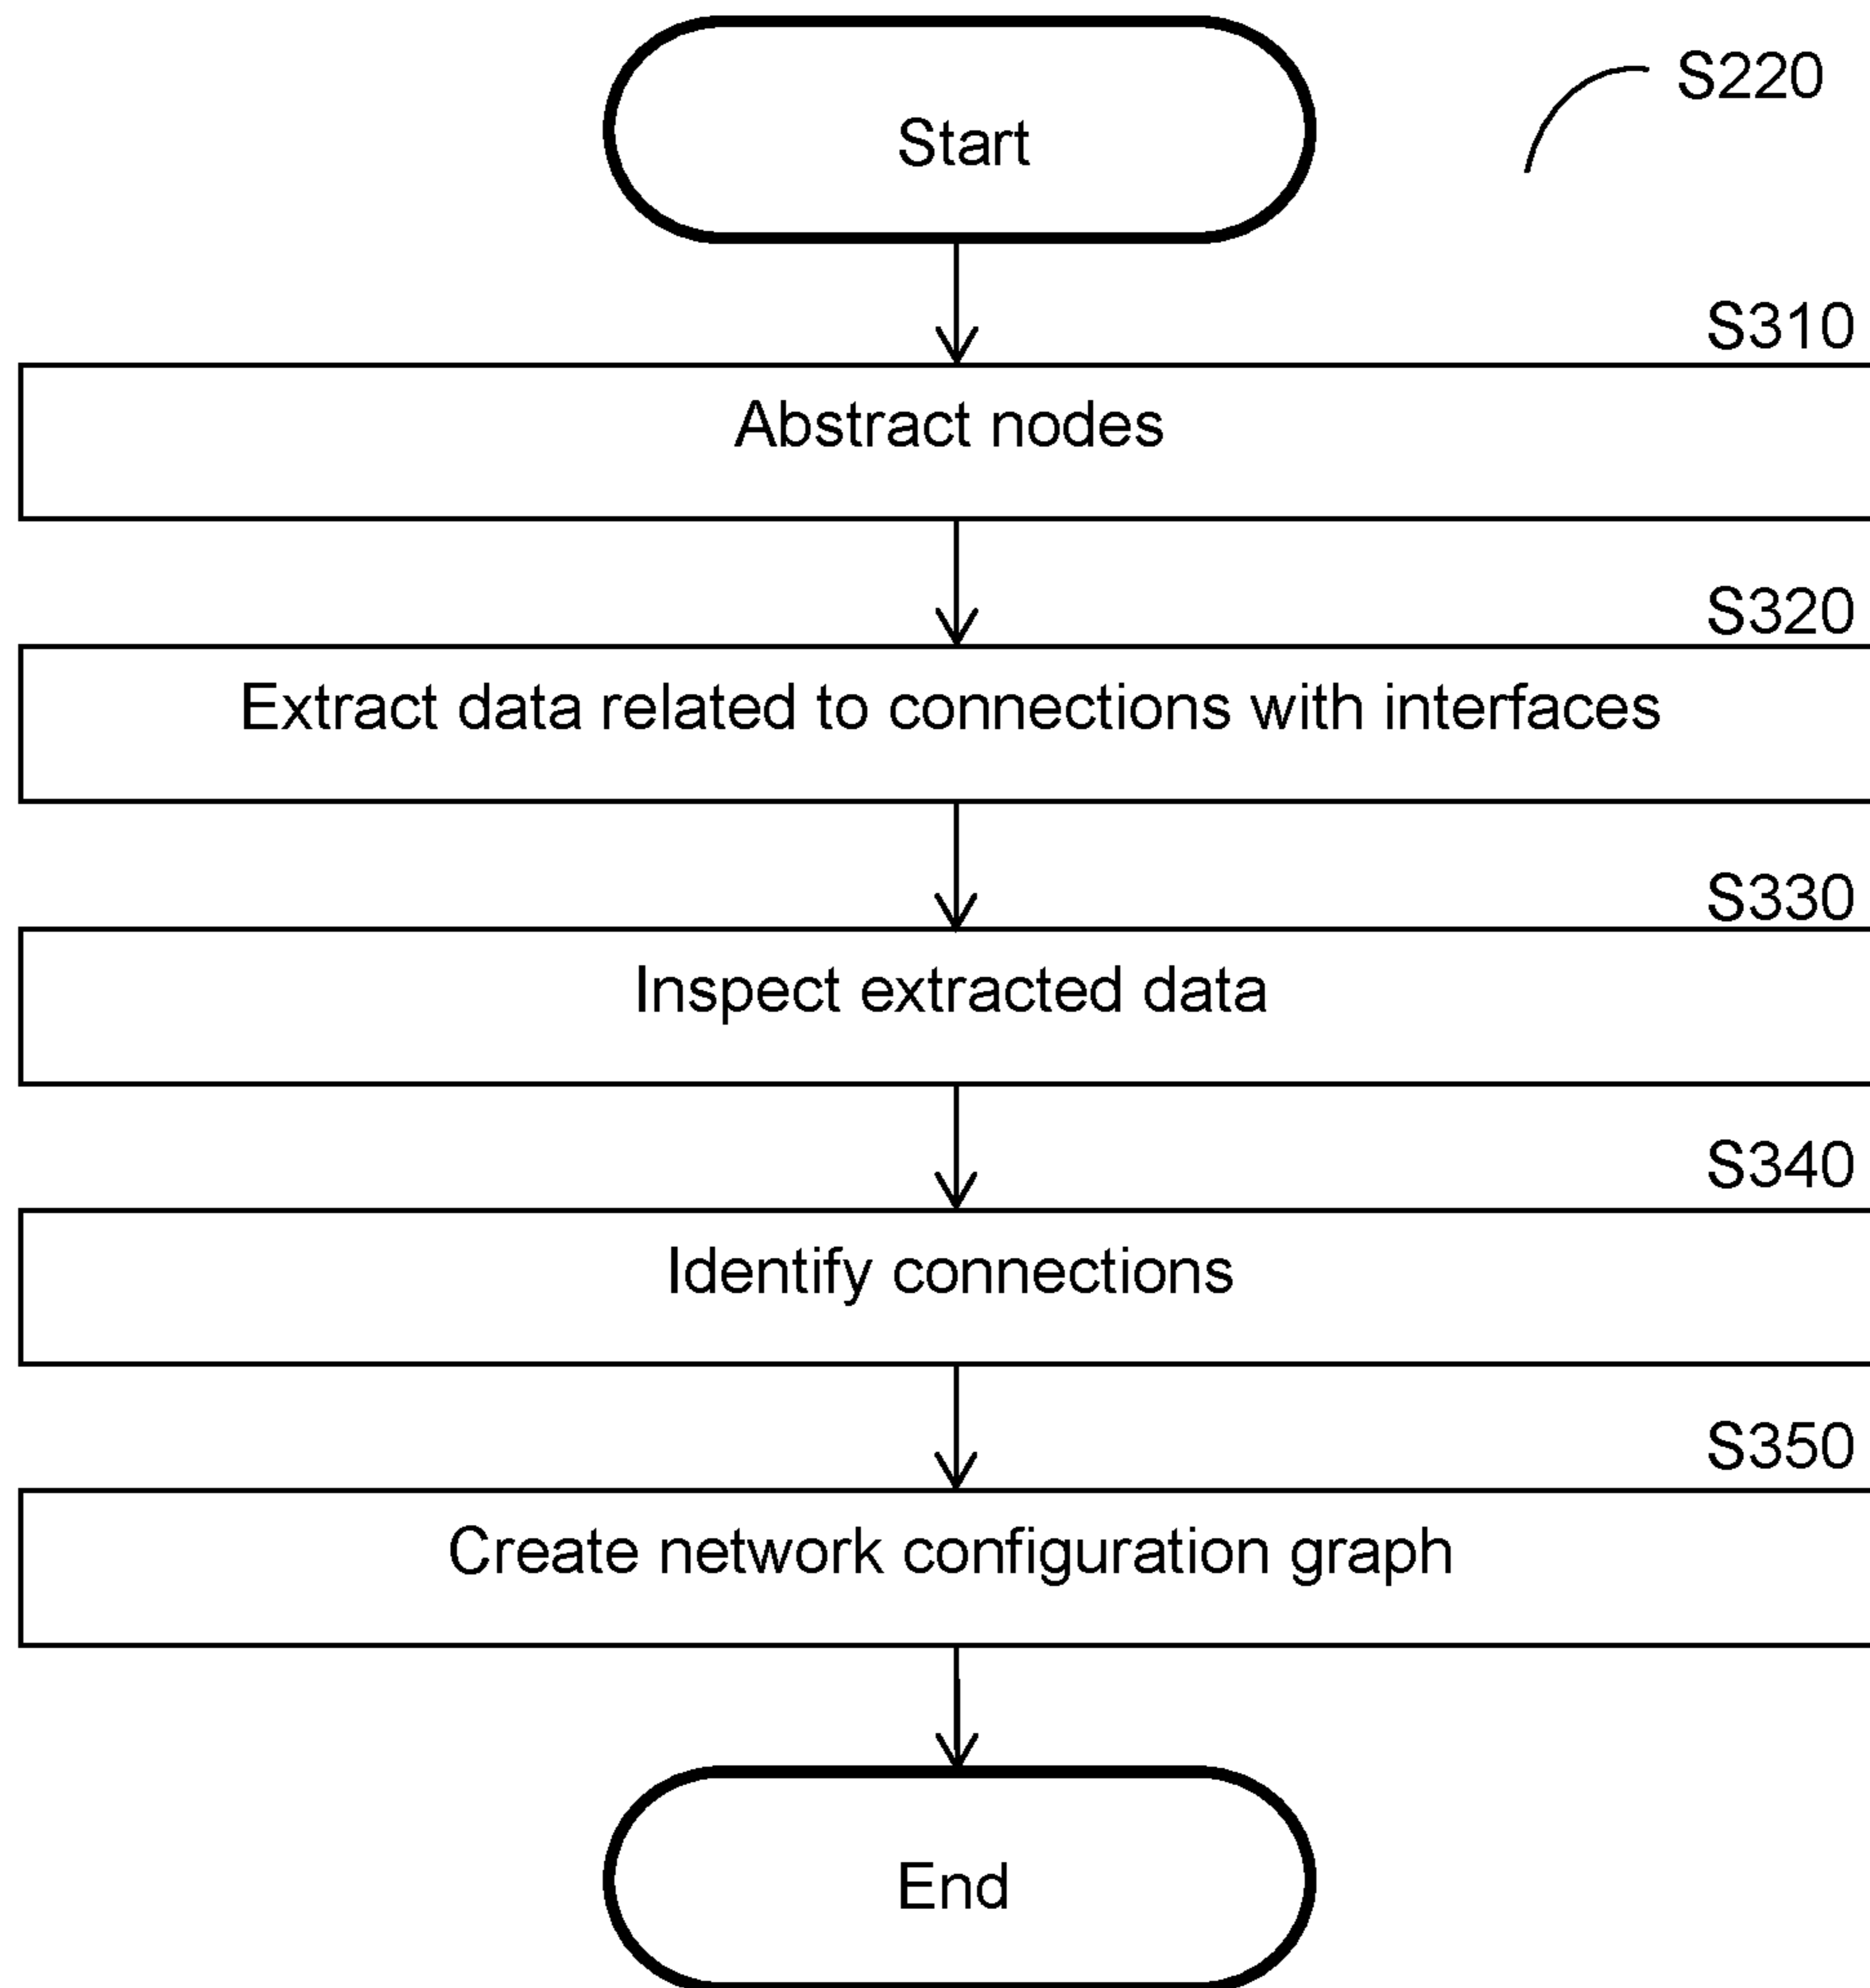 Start
S220
S310
Abstract nodes
S320
Extract data related to connections with interfaces
S330
Inspect extracted data
S340
Identify connections
S350
Create network configuration graph
End